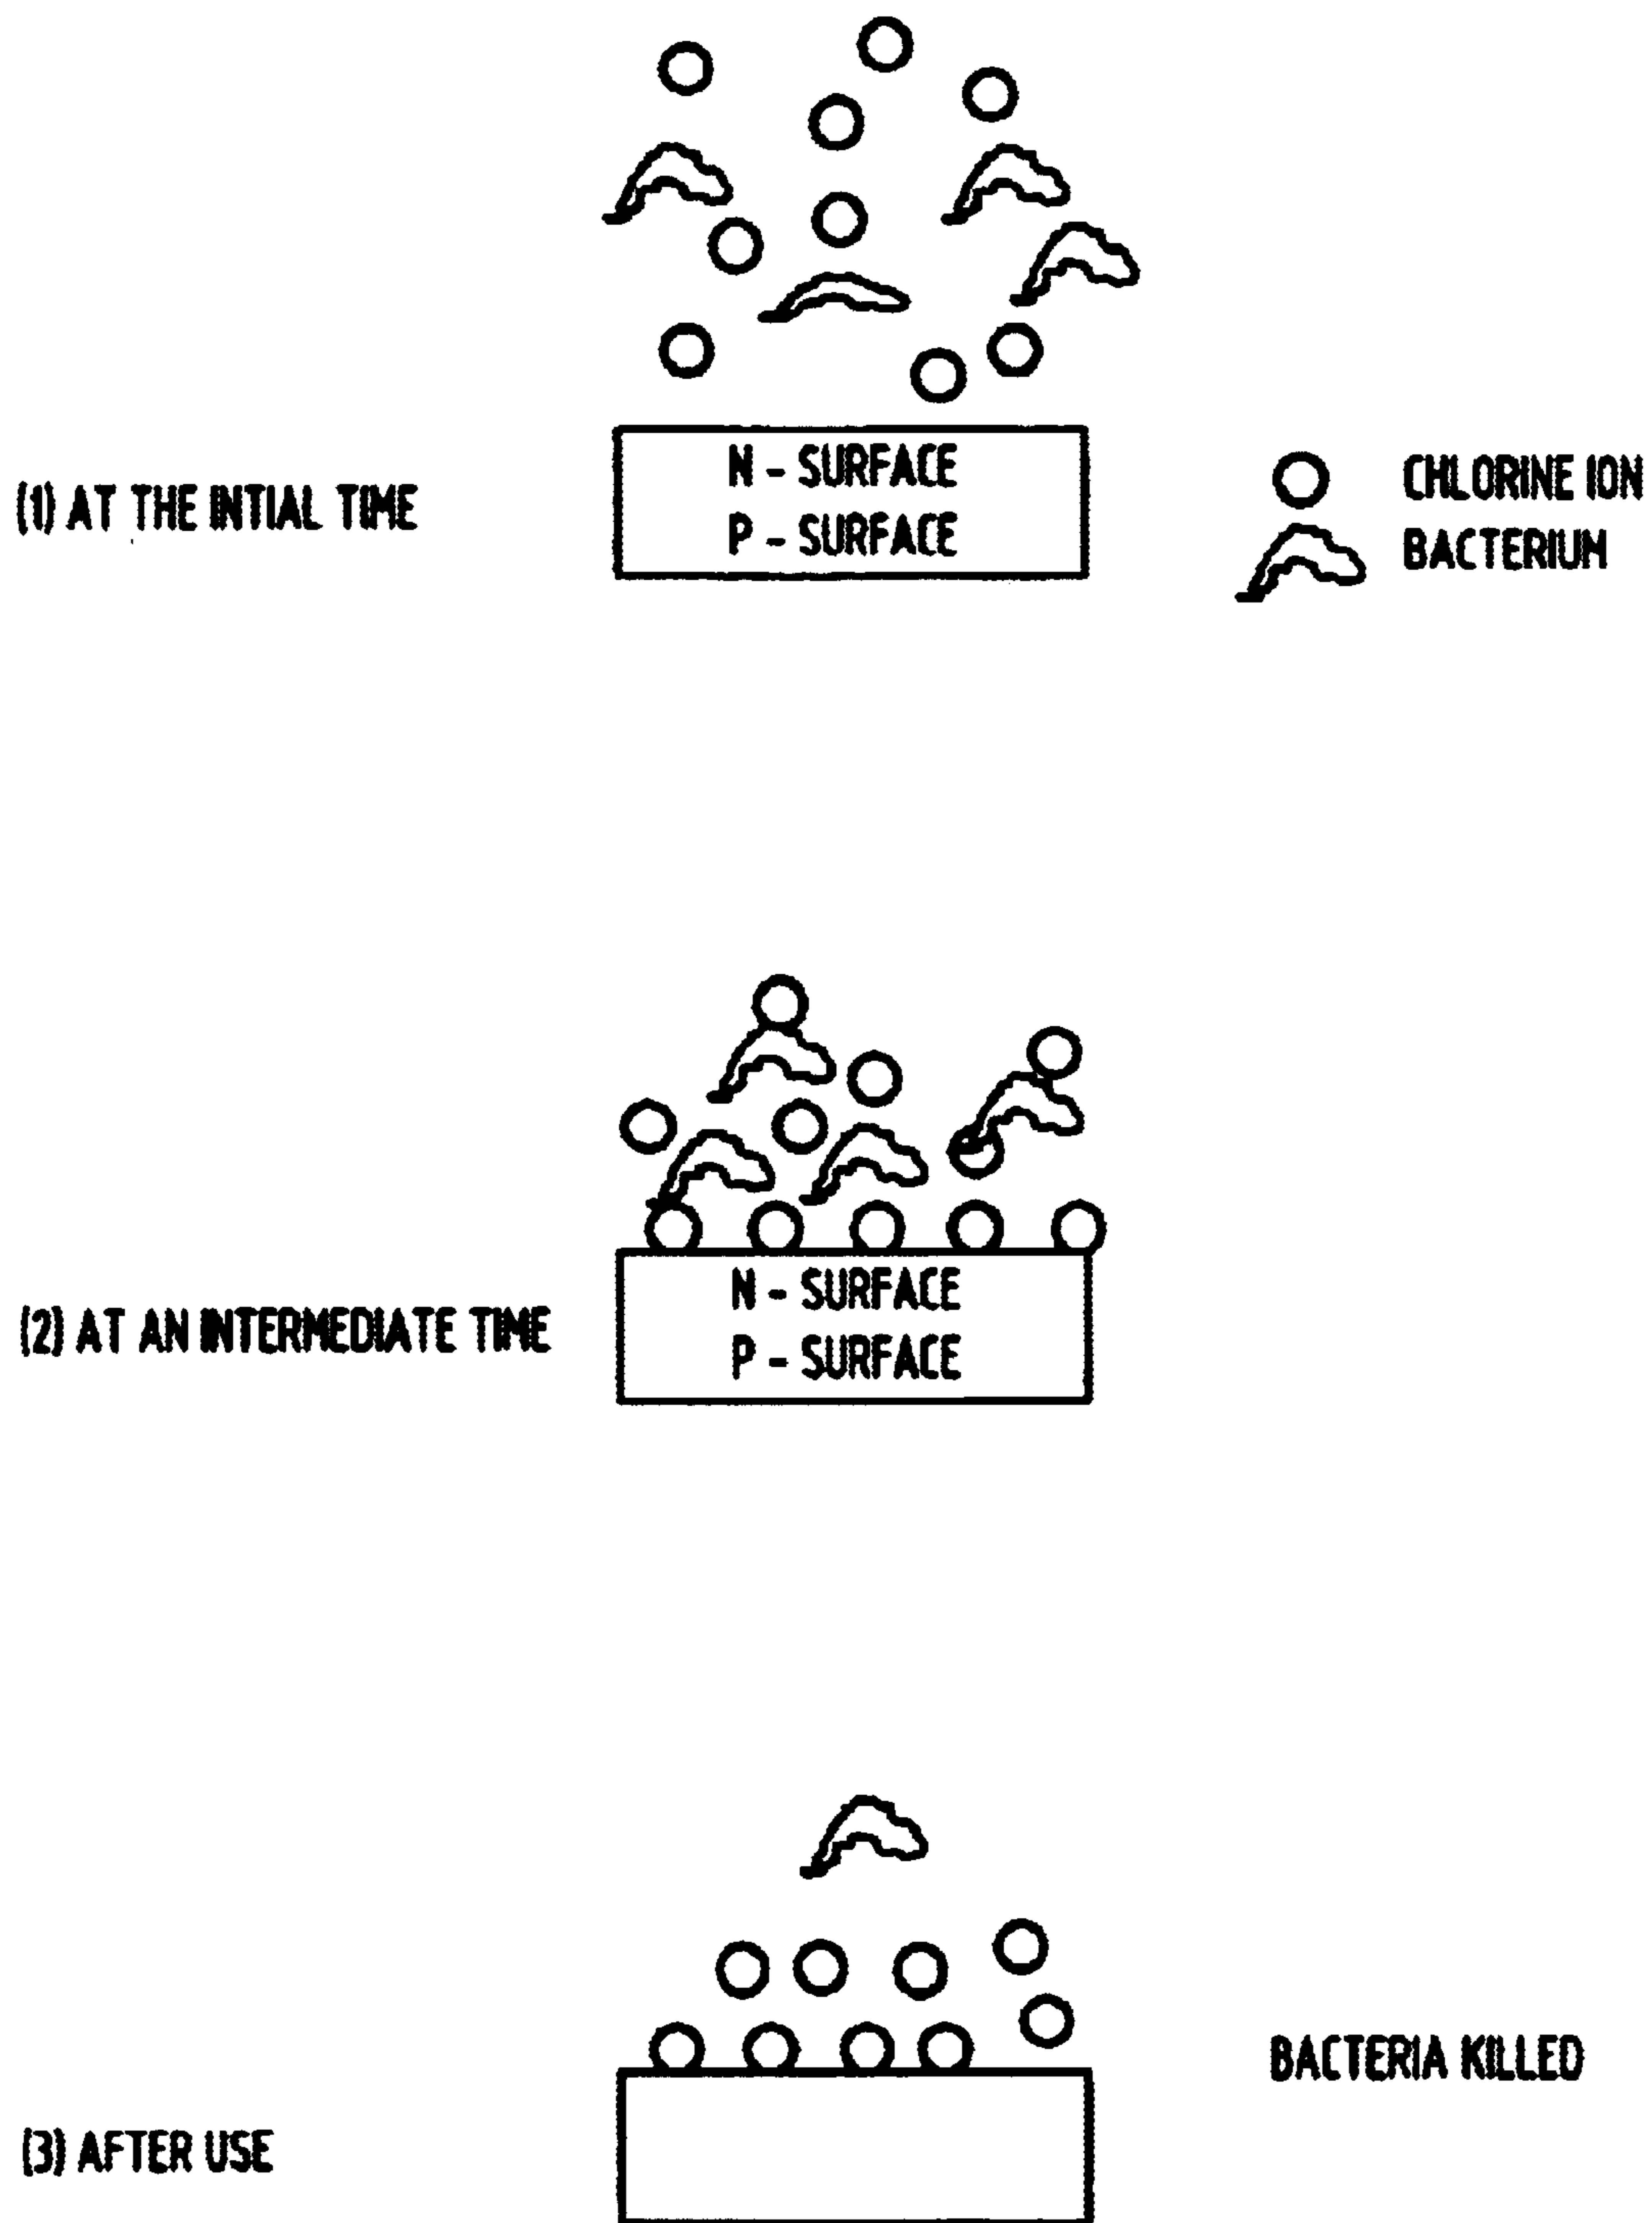 N - SURFACE
P - SURFACE
(1) AT THE INTIAL TIME
CHLORINE ION
BACTERIUM
N - SURFACE
P - SURFACE
(2) AT AN INTERMEDIATE TIME
BACTERIA KILLED
(3) AFTER USE